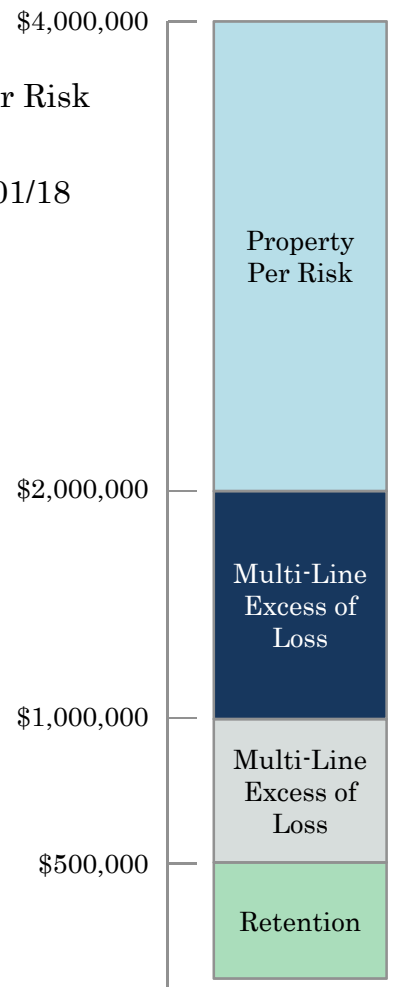 $4,000,000
r Risk
01/18
Property
Per Risk
$2,000,000
Multi-Line
Excess of
Loss
$1,000,000
Multi-Line
Excess of
Loss
$500,000
Retention